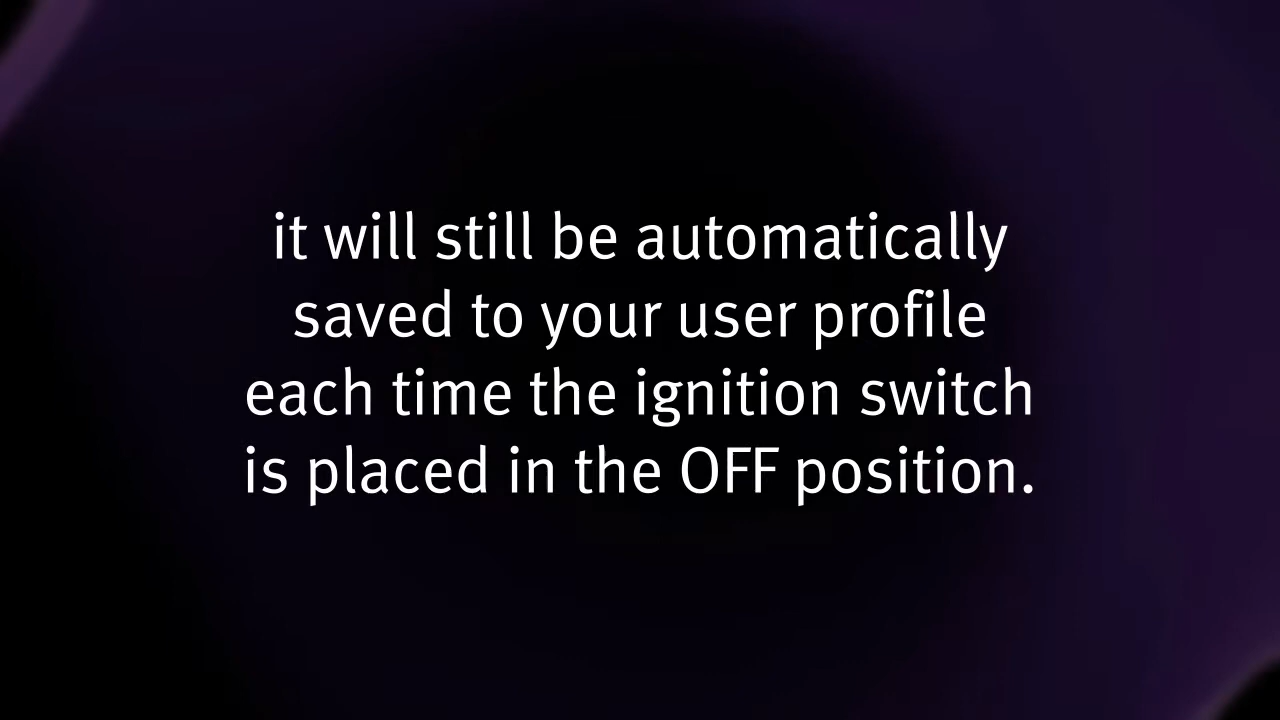 it will still be automatically
saved to your user profile
each time the ignition switch
is placed in the OFF position.